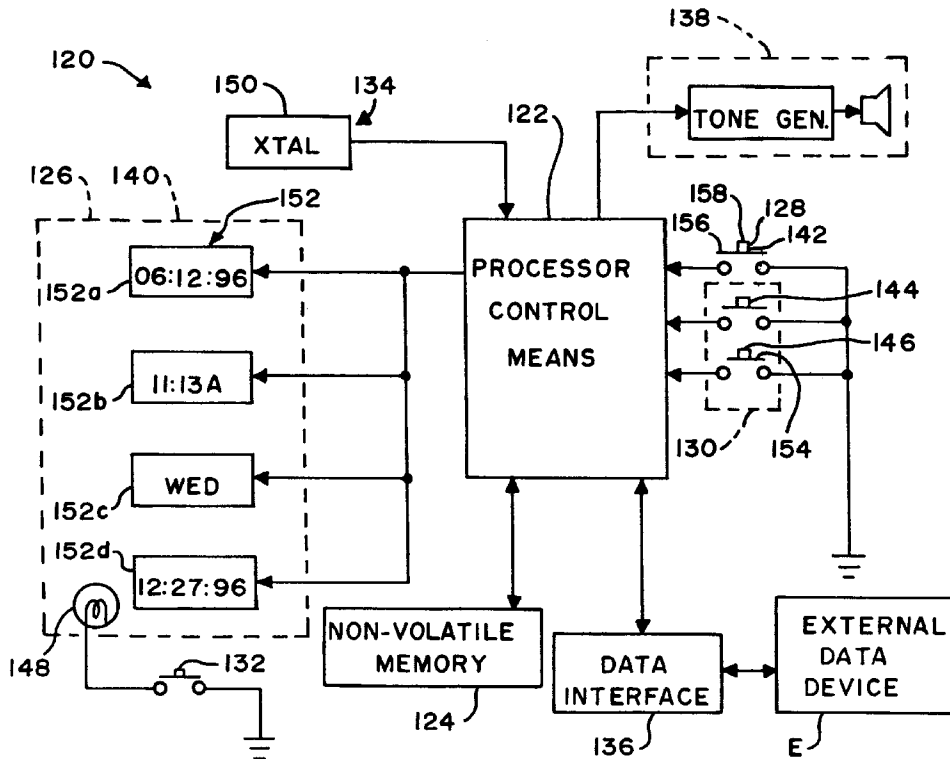 138
120
150
134
XTAL
122
TONE GEN.
126
140
152
158
128
156
142
06:12:96
152a
PROCESSOR
CONTROL
MEANS
144
146
11:13A
152b
130
154
WED
152c
152d
12:27:96
148
132
NON-VOLATILE
MEMORY
124
DATA
INTERFACE
136
EXTERNAL
DATA
DEVICE
E